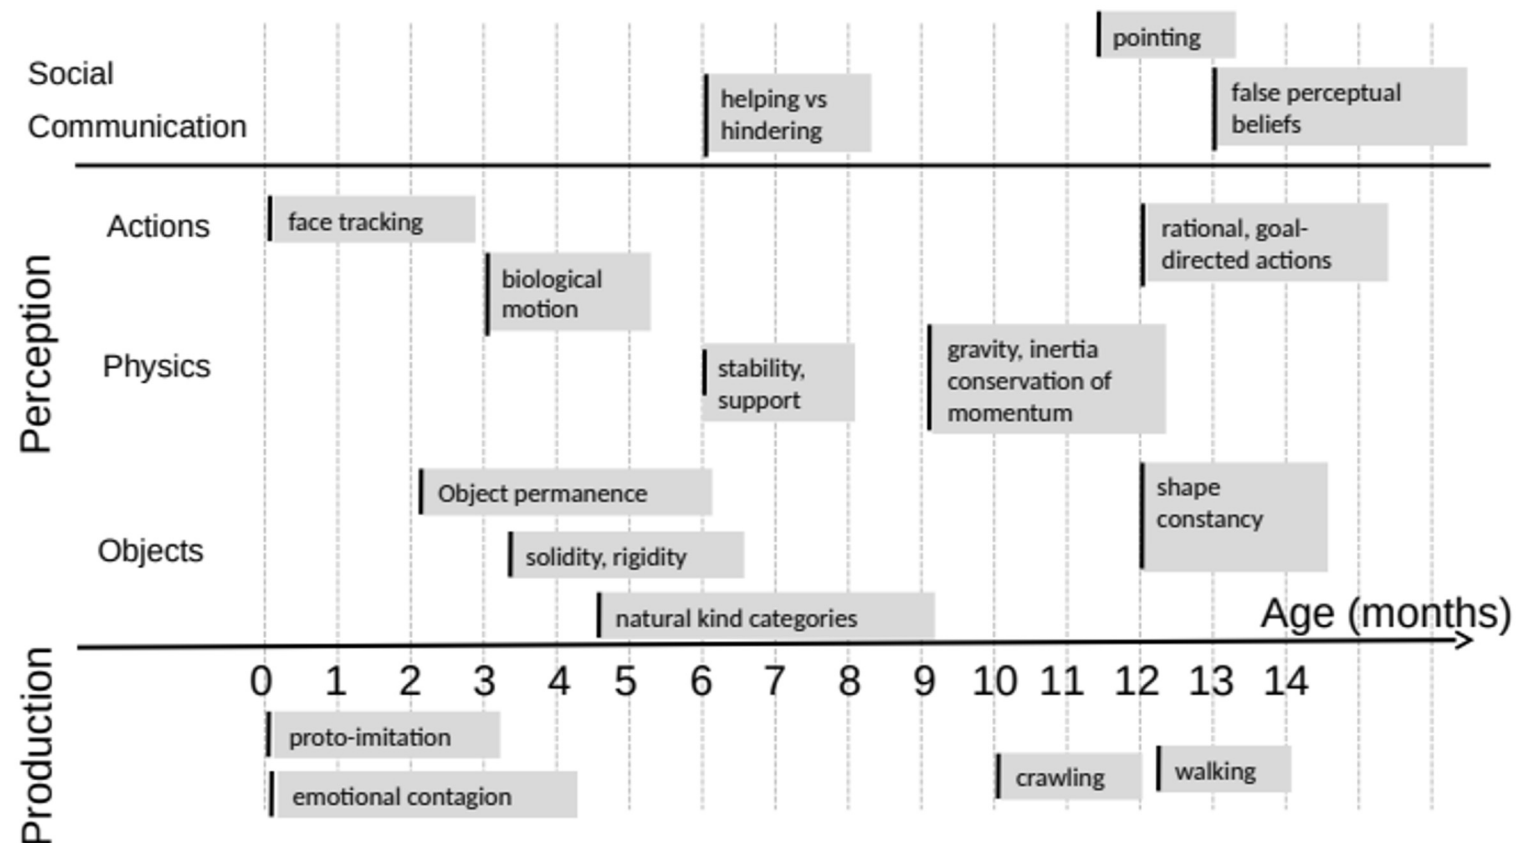 pointing
Social
Communication
helping vs
hindering
false perceptual
beliefs
Perception
Actions
face tracking
rational, goal-
directed actions
biological
motion
Physics
stability,
support
gravity, inertia
conservation of
momentum
Object permanence
shape
constancy
Objects
solidity, rigidity
natural kind categories
Age (months)
0 1 2 3 4 5 6 7 8 9 10 11 12 13 14
Production
proto-imitation
emotional contagion
crawling
walking